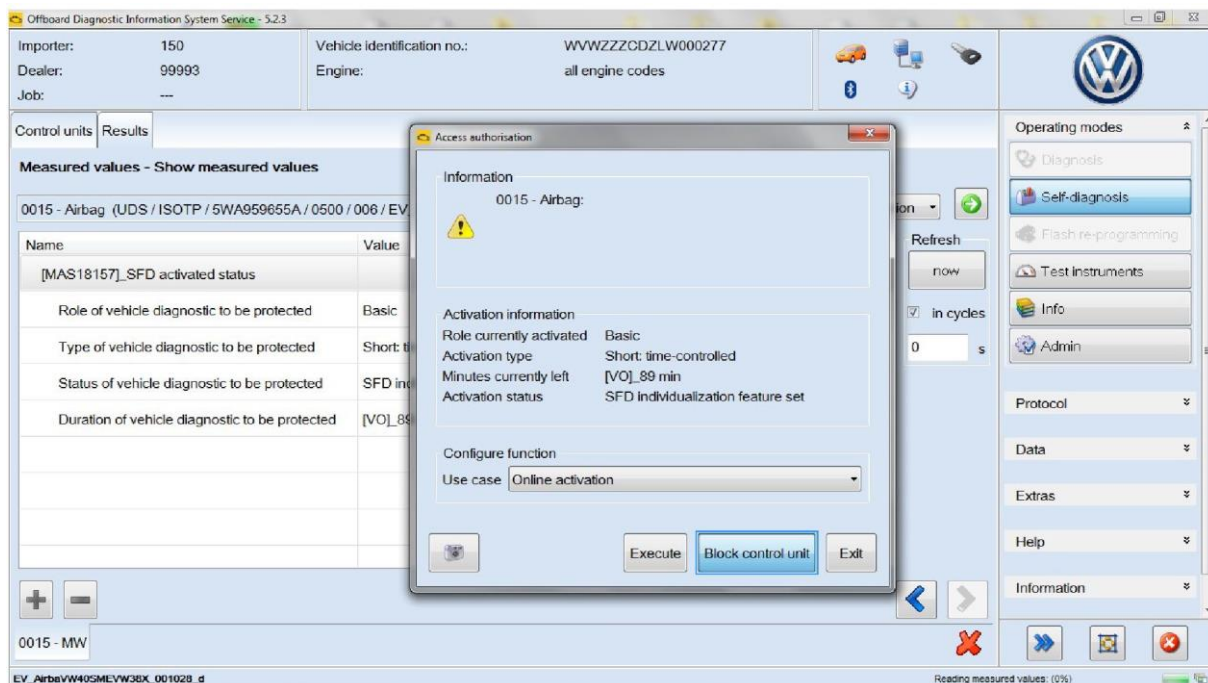 Offboard Diagnostic Information System Service - 5.2.3
Importer: 150
Dealer: 99993
Job: ---
Vehicle identification no.: WVWZZZCDZLW000277
Engine: all engine codes
Control units Results
Measured values - Show measured values
0015 - Airbag (UDS / ISOTP / 5WA959655A / 0500 / 006 / EV
Name Value
[MAS18157]_SFD activated status
Role of vehicle diagnostic to be protected Basic
Type of vehicle diagnostic to be protected Short: ti
Status of vehicle diagnostic to be protected SFD ind
Duration of vehicle diagnostic to be protected [VO]_89
Access authorisation
Information
0015 - Airbag:
Activation information
Role currently activated Basic
Activation type Short: time-controlled
Minutes currently left [VO]_89 min
Activation status SFD individualization feature set
Configure function
Use case Online activation
Execute Block control unit Exit
ion
Refresh
now
in cycles
0 s
Operating modes
Diagnosis
Self-diagnosis
Flash re-programming
Test instruments
Info
Admin
Protocol
Data
Extras
Help
Information
0015 - MW
EV_AirbaVW40SMEVW38X_001028_d
Reading measured values: (0%)